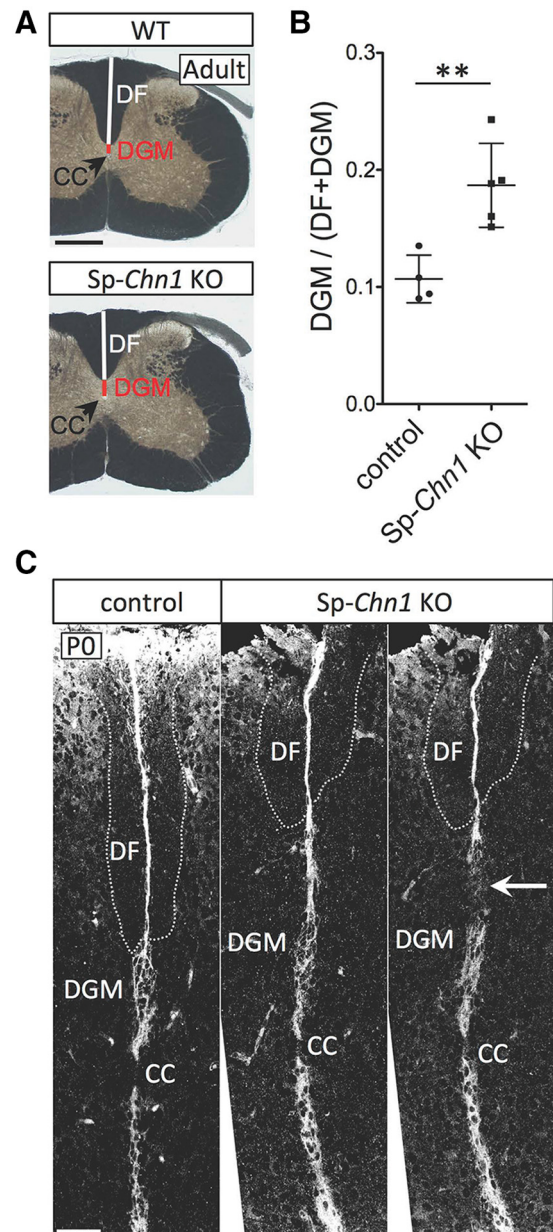 A
WT
Adult
DF
DGM
CC
Sp-Chn1 KO
DF
DGM
CC
B
0.3
**
0.2
0.1
0.0
DGM / (DF+DGM)
control
Sp-Chn1 KO
C
control
Sp-Chn1 KO
P0
DF
DGM
CC
DF
DGM
CC
DF
DGM
CC